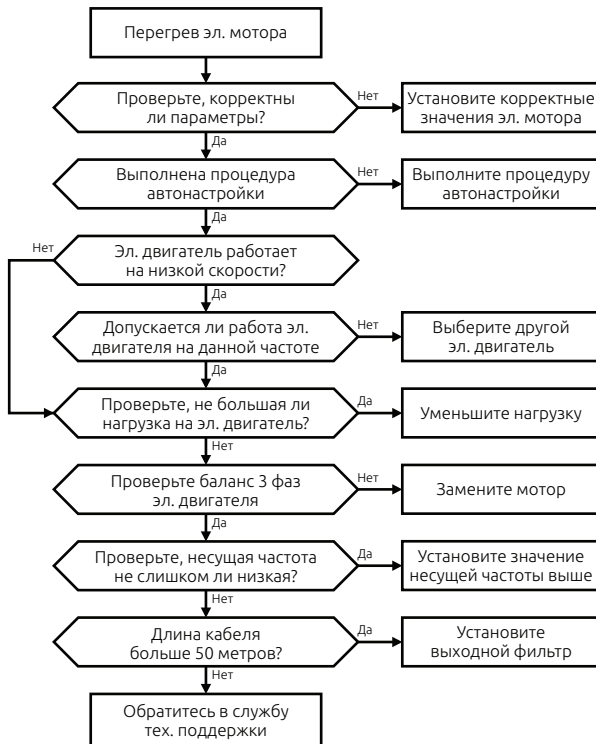 Перегрев эл. мотора
Проверьте, корректны
ли параметры?
Нет
Установите корректные
значения эл. мотора
Да
Выполнена процедура
автонастройки
Нет
Выполните процедуру
автонастройки
Да
Нет
Эл. двигатель работает
на низкой скорости?
Да
Допускается ли работа эл.
двигателя на данной частоте
Нет
Выберите другой
эл. двигатель
Да
Проверьте, не большая ли
нагрузка на эл. двигатель?
Да
Уменьшите нагрузку
Нет
Проверьте баланс 3 фаз
эл. двигателя
Нет
Замените мотор
Да
Проверьте, несущая частота
не слишком ли низкая?
Да
Установите значение
несущей частоты выше
Нет
Длина кабеля
больше 50 метров?
Да
Установите
выходной фильтр
Нет
Обратитесь в службу
тех. поддержки